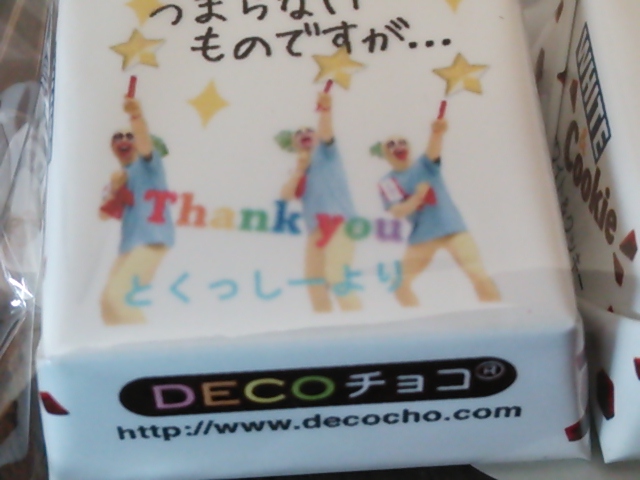 つまらない
ものですが…
Thank you
とくっしーより
DECOチョコ®
http://www.decocho.com
WHITE
Cookie